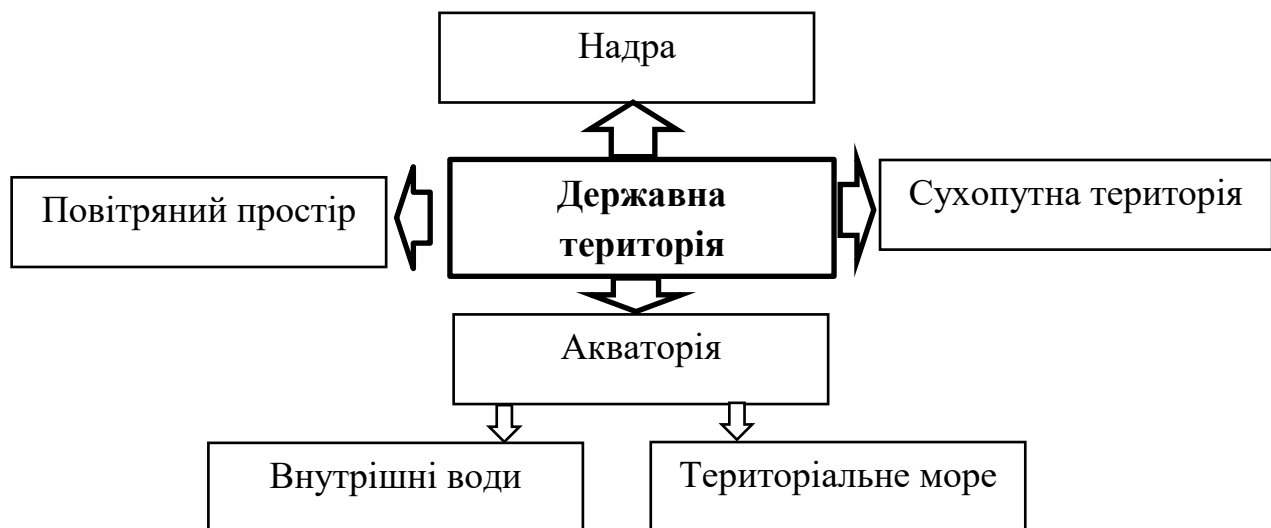 Надра
Повітряний простір
Державна
територія
Сухопутна територія
Акваторія
Внутрішні води
Територіальне море